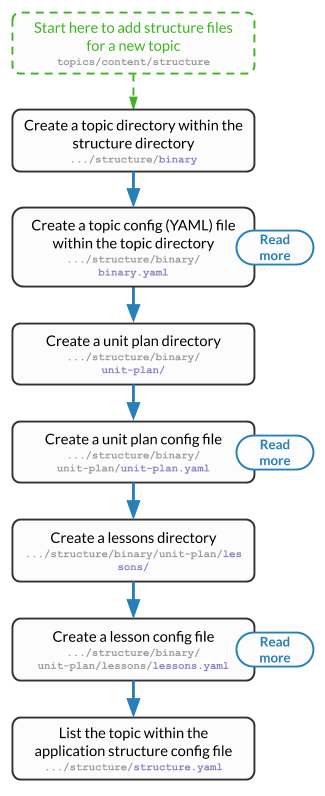 Start here to add structure files
for a new topic
topics/content/structure
Create a topic directory within the
structure directory
.../structure/binary
Create a topic config (YAML) file
within the topic directory
.../structure/binary/
binary.yaml
Read
more
Create a unit plan directory
.../structure/binary/
unit-plan/
Create a unit plan config file
.../structure/binary/
unit-plan/unit-plan.yaml
Read
more
Create a lessons directory
.../structure/binary/unit-plan/les
sons/
Create a lesson config file
.../structure/binary/
unit-plan/lessons/lessons.yaml
Read
more
List the topic within the
application structure config file
.../structure/structure.yaml